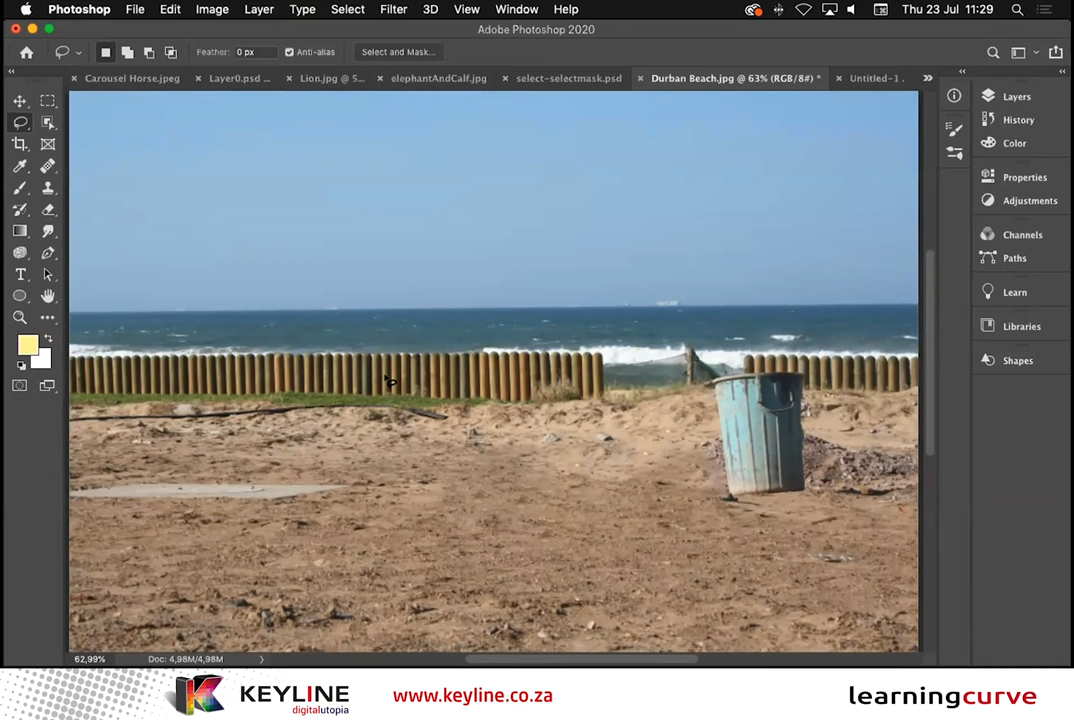 Photoshop File Edit Image Layer Type Select Filter 3D View Window Help Thu 23 Jul 11:29
Adobe Photoshop 2020
Feather: 0 px Anti-alias Select and Mask...
Carousel Horse.jpeg Layer0.psd ... Lion.jpg @ 5... elephantAndCalf.jpg select-selectmask.psd Durban Beach.jpg @ 63% (RGB/8#) * Untitled-1 .
Layers
History
Color
Properties
Adjustments
Channels
Paths
Learn
Libraries
Shapes
62,99% Doc: 4,98M/4,98M
KEYLINE
digitalutopia
www.keyline.co.za
learningcurve